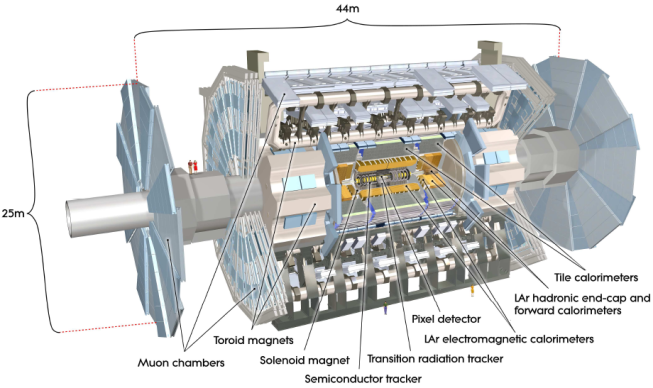 44m
25m
Tile calorimeters
LAr hadronic end-cap and
forward calorimeters
Pixel detector
LAr electromagnetic calorimeters
Toroid magnets
Muon chambers
Solenoid magnet
Transition radiation tracker
Semiconductor tracker